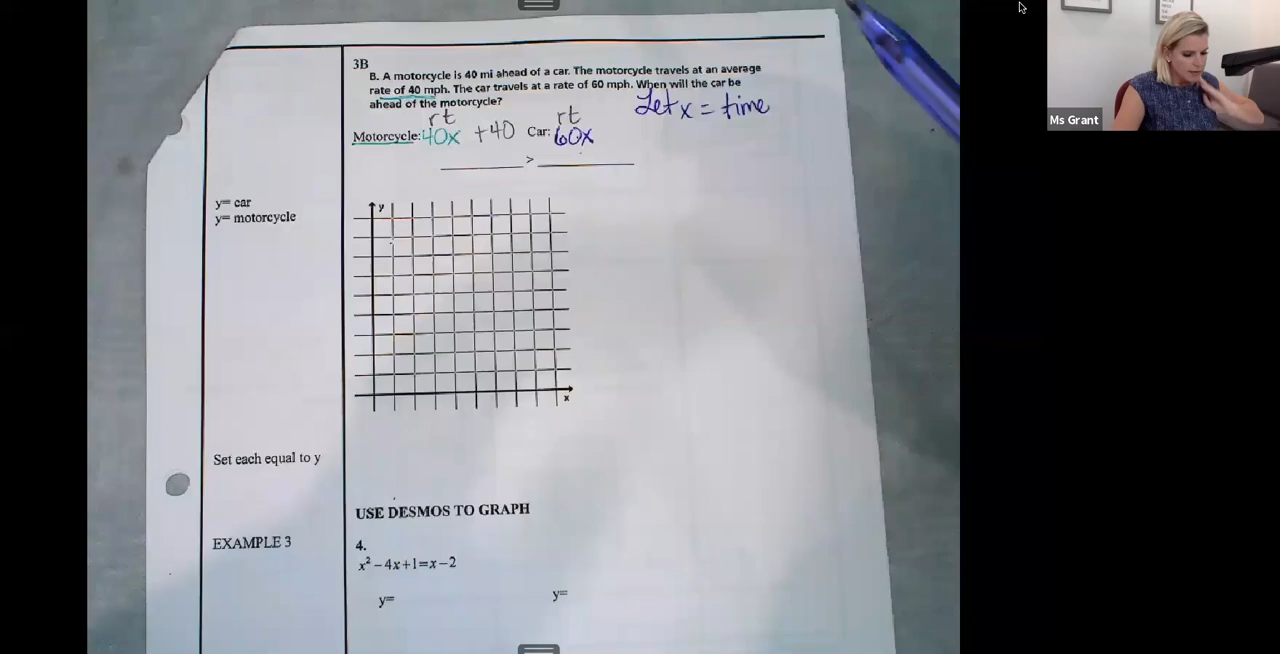 3B
B. A motorcycle is 40 mi ahead of a car. The motorcycle travels at an average
rate of 40 mph. The car travels at a rate of 60 mph. When will the car be
ahead of the motorcycle?
Let x = time
rt rt
Motorcycle: 40x +40 Car: 60x
>
y= car
y= motorcycle
y
x
Set each equal to y
USE DESMOS TO GRAPH
EXAMPLE 3
4.
x² – 4x+1=x–2
y= y=
Ms Grant